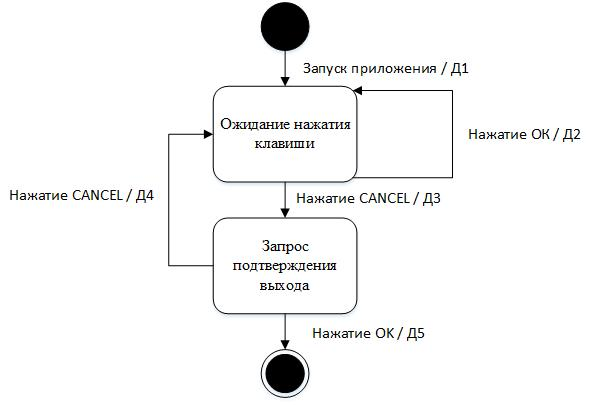 Запуск приложения / Д1
Ожидание нажатия
клавиши
Нажатие ОК / Д2
Нажатие CANCEL / Д4
Нажатие CANCEL / Д3
Запрос
подтверждения
выхода
Нажатие ОК / Д5